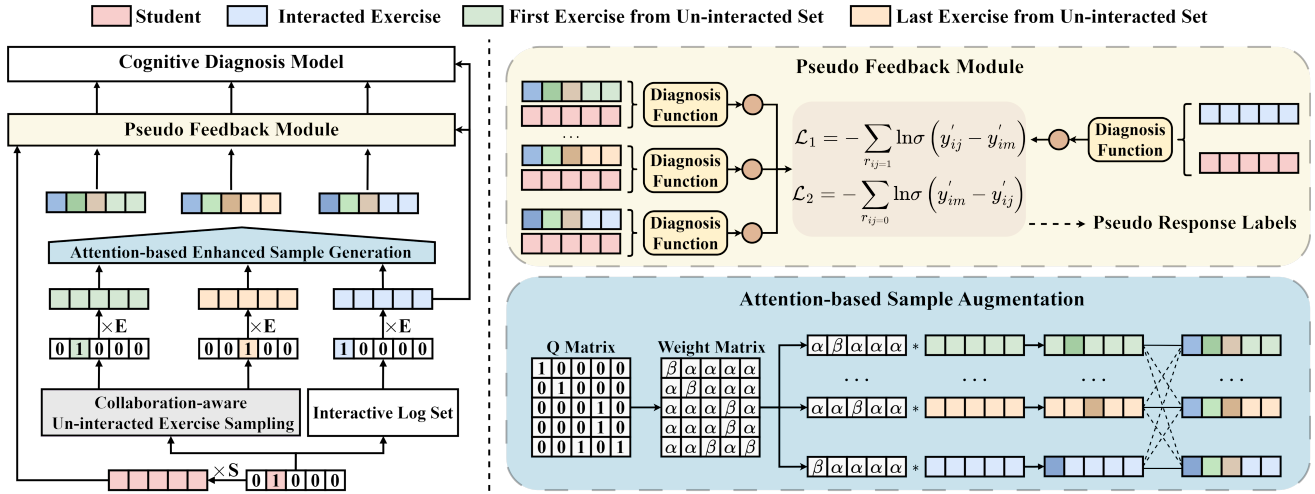 Student
Interacted Exercise
First Exercise from Un-interacted Set
Last Exercise from Un-interacted Set
Cognitive Diagnosis Model
Pseudo Feedback Module
Attention-based Enhanced Sample Generation
×E
×E
×E
0 1 0 0 0
0 0 1 0 0
1 0 0 0 0
Collaboration-aware
Un-interacted Exercise Sampling
Interactive Log Set
×S
0 1 0 0 0
Pseudo Feedback Module
Diagnosis
Function
...
Diagnosis
Function
Diagnosis
Function
ℒ₁ = − ∑_{r_{ij}=1} lnσ (y'_{ij} − y'_{im})
ℒ₂ = − ∑_{r_{ij}=0} lnσ (y'_{im} − y'_{ij})
Diagnosis
Function
Pseudo Response Labels
Attention-based Sample Augmentation
Q Matrix
1 0 0 0 0
0 1 0 0 0
0 0 0 1 0
0 0 0 1 0
0 0 1 0 1
Weight Matrix
β α α α α
α β α α α
α α α β α
α α α β α
α α β α β
α β α α α *
... ...
α α β α α *
... ...
β α α α α *